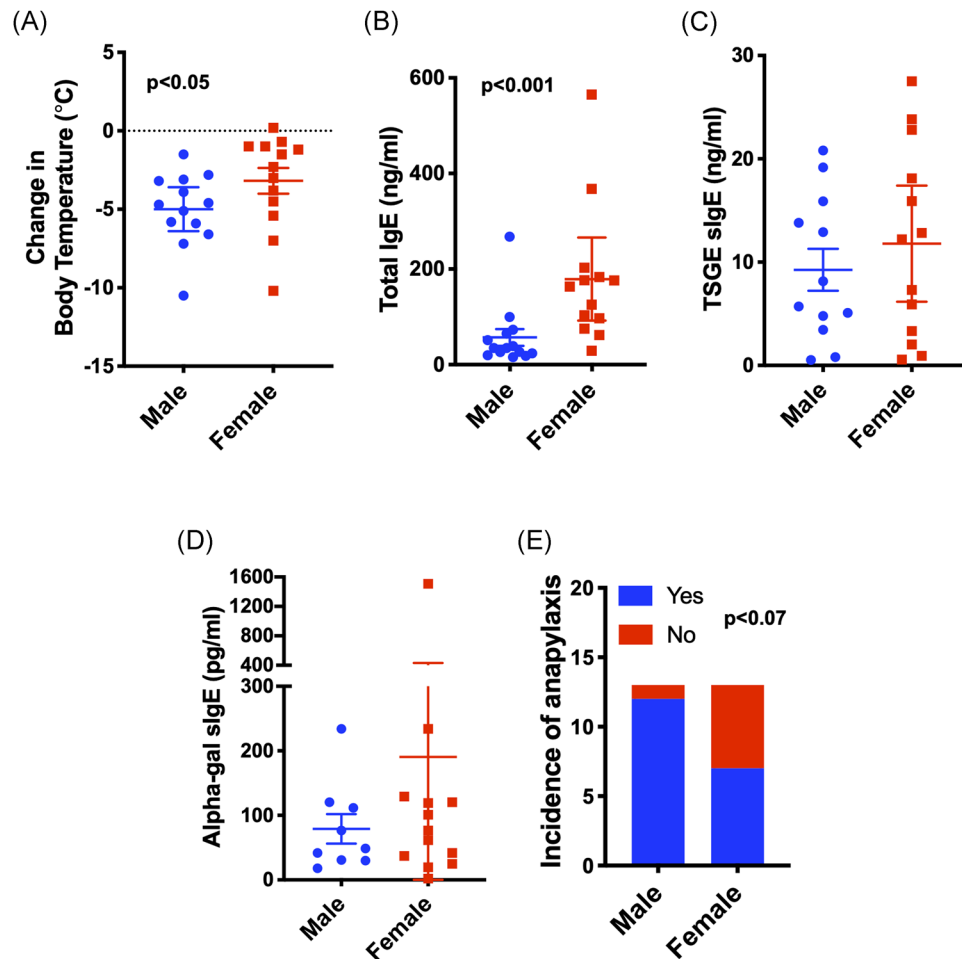 (A)
p<0.05
Change in
Body Temperature (°C)
5
0
-5
-10
-15
Male
Female
(B)
p<0.001
Total IgE (ng/ml)
600
400
200
0
Male
Female
(C)
TSGE sIgE (ng/ml)
30
20
10
0
Male
Female
(D)
Alpha-gal sIgE (pg/ml)
1600
1200
800
400
300
200
100
0
Male
Female
(E)
Incidence of anapylaxis
20
15
10
5
0
Yes
No
p<0.07
Male
Female